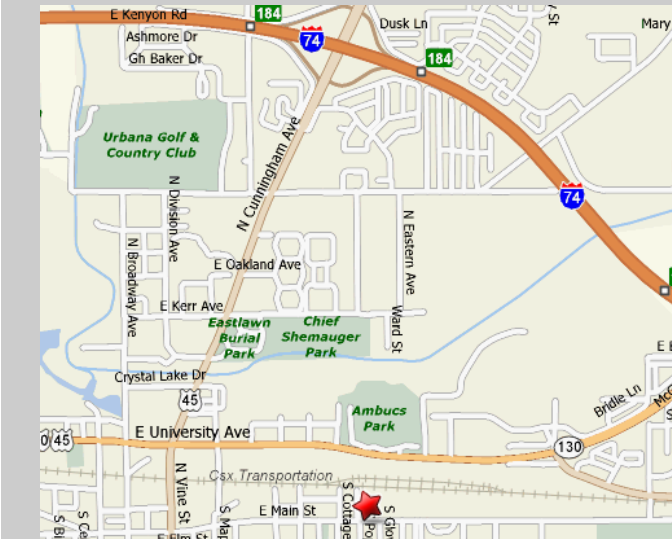 E Kenyon Rd
184
Dusk Ln
Mary
Ashmore Dr
74
Gh Baker Dr
184
Urbana Golf &
Country Club
N Cunningham Ave
N Division Ave
74
N Broadway Ave
N Eastern Ave
E Oakland Ave
E Kerr Ave
Eastlawn
Burial
Park
Chief
Shemauger
Park
Ward St
Crystal Lake Dr
Bridle Ln
45
Ambucs
Park
45
E University Ave
130
N Vine St
Csx Transportation
S Cottage
E Main St
E Elm St